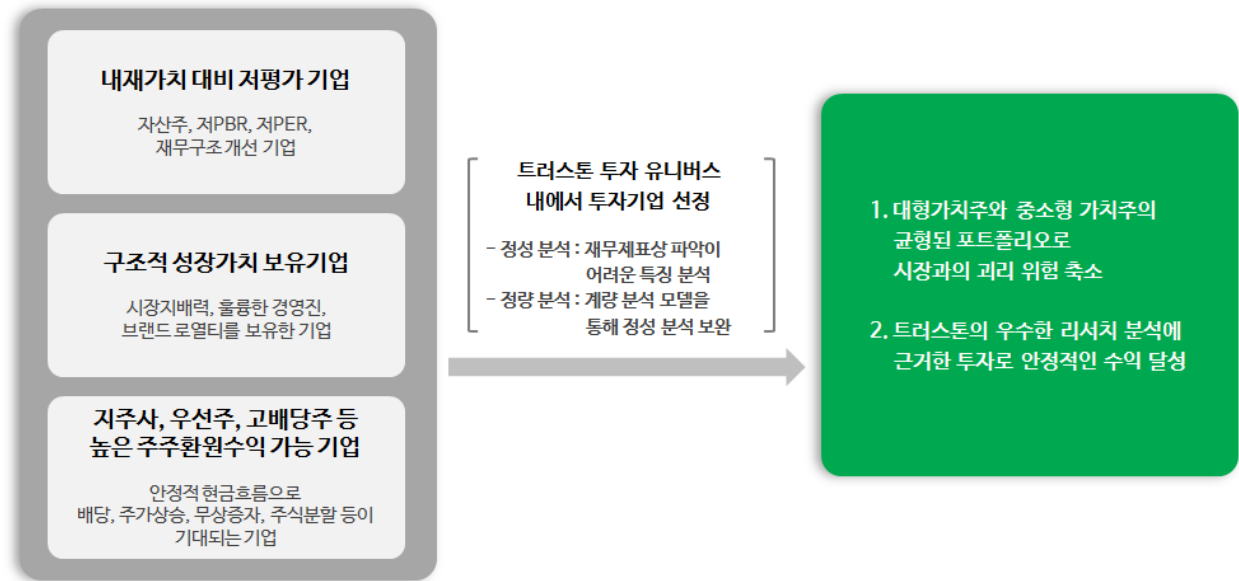 내재가치 대비 저평가 기업
자산주, 저PBR, 저PER,
재무구조개선 기업
구조적 성장가치 보유기업
시장지배력, 훌륭한 경영진,
브랜드 로열티를 보유한 기업
지주사, 우선주, 고배당주 등
높은 주주환원수익 가능 기업
안정적 현금흐름으로
배당, 주가상승, 무상증자, 주식분할 등이
기대되는 기업
트러스톤 투자 유니버스
내에서 투자기업 선정
- 정성 분석 : 재무제표상 파악이
어려운 특징 분석
- 정량 분석 : 계량 분석 모델을
통해 정성 분석 보완
1. 대형가치주와 중소형 가치주의
균형된 포트폴리오로
시장과의 괴리 위험 축소
2. 트러스톤의 우수한 리서치 분석에
근거한 투자로 안정적인 수익 달성